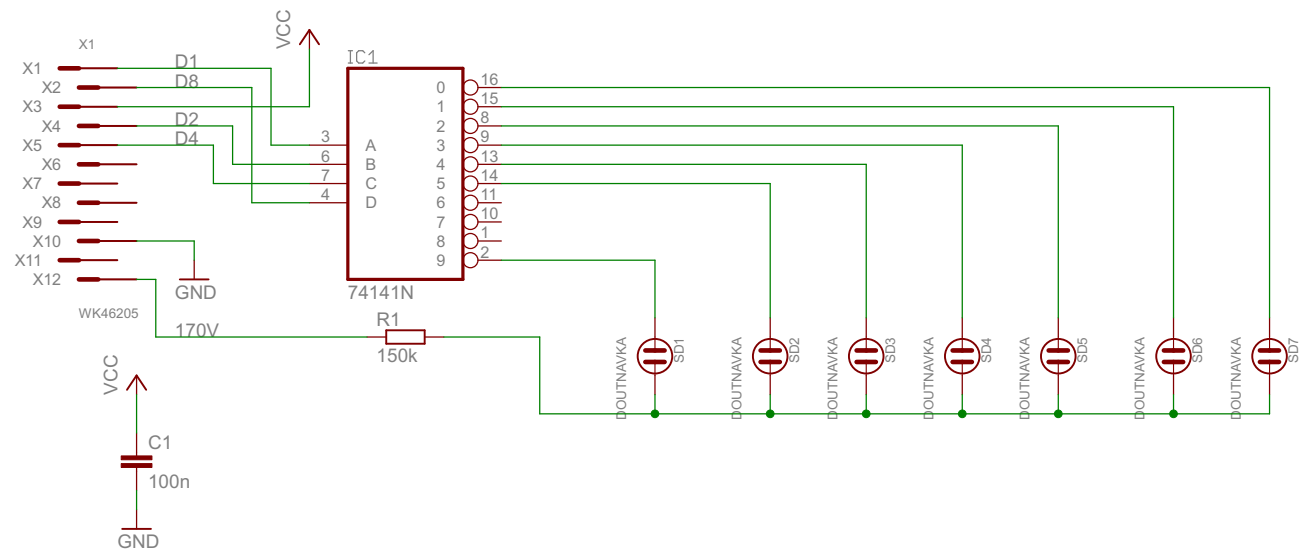 X1
X1
X2
X3
X4
X5
X6
X7
X8
X9
X10
X11
X12
WK46205
D1
D8
D2
D4
VCC
GND
170V
IC1
3 A
6 B
7 C
4 D
0 16
1 15
2 8
3 9
4 13
5 14
6 11
7 10
8 1
9 2
74141N
R1
150k
DOUTNAVKA SD1
DOUTNAVKA SD2
DOUTNAVKA SD3
DOUTNAVKA SD4
DOUTNAVKA SD5
DOUTNAVKA SD6
DOUTNAVKA SD7
VCC
C1
100n
GND